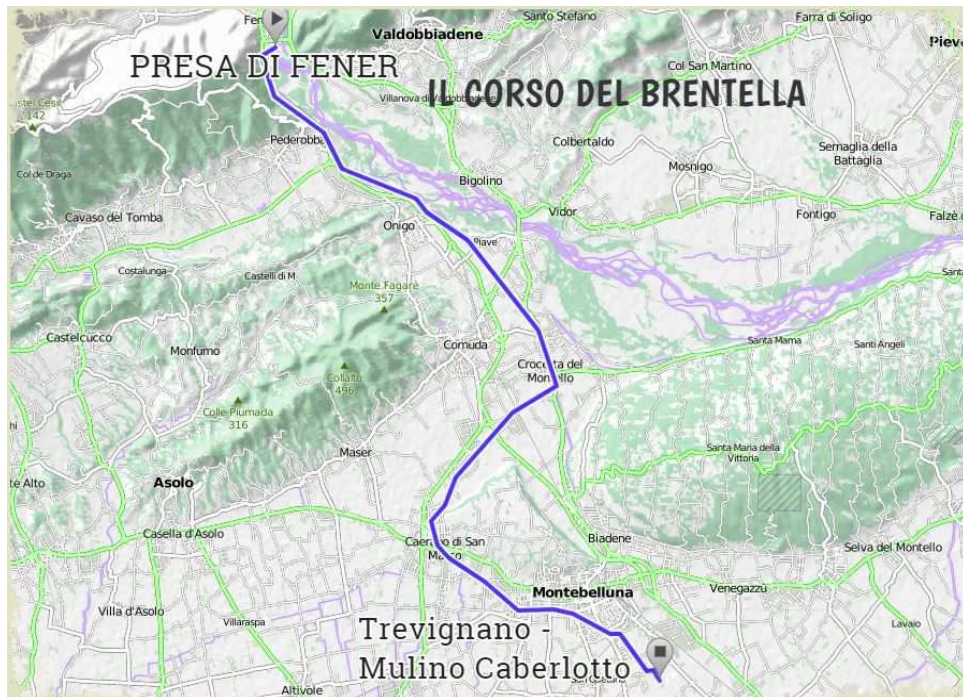 Santo Stefano
Farra di Soligo
Valdobbiadene
PRESA DI FENER
Col San Martino
IL CORSO DEL BRENTELLA
142
Pederobba
Colbertaldo
Sernaglia della
Battaglia
Col de Draga
Mosnigo
Bigolino
Cavaso del Tomba
Vidor
Fontigo
Onigo
Piave
Costalunga
Castelli di M
Monte Fagarè
357
Castelcucco
Monfumo
Cornuda
Santa Mama
Santi Angeli
Crocetta del
Montello
Collalto
496
Colle Piumada
316
Santa Maria della
Vittoria
Maser
Asolo
Casella d'Asolo
Caerano di San
Marco
Biadene
Selva del Montello
Montebelluna
Venegazzù
Villa d'Asolo
Villaraspa
Lavaio
Trevignano -
Mulino Caberlotto
Altivole